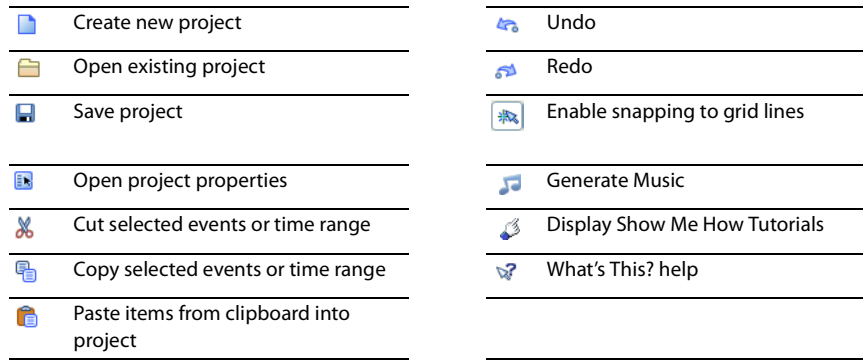 Create new project
Open existing project
Save project
Open project properties
Cut selected events or time range
Copy selected events or time range
Paste items from clipboard into
project
Undo
Redo
Enable snapping to grid lines
Generate Music
Display Show Me How Tutorials
What's This? help